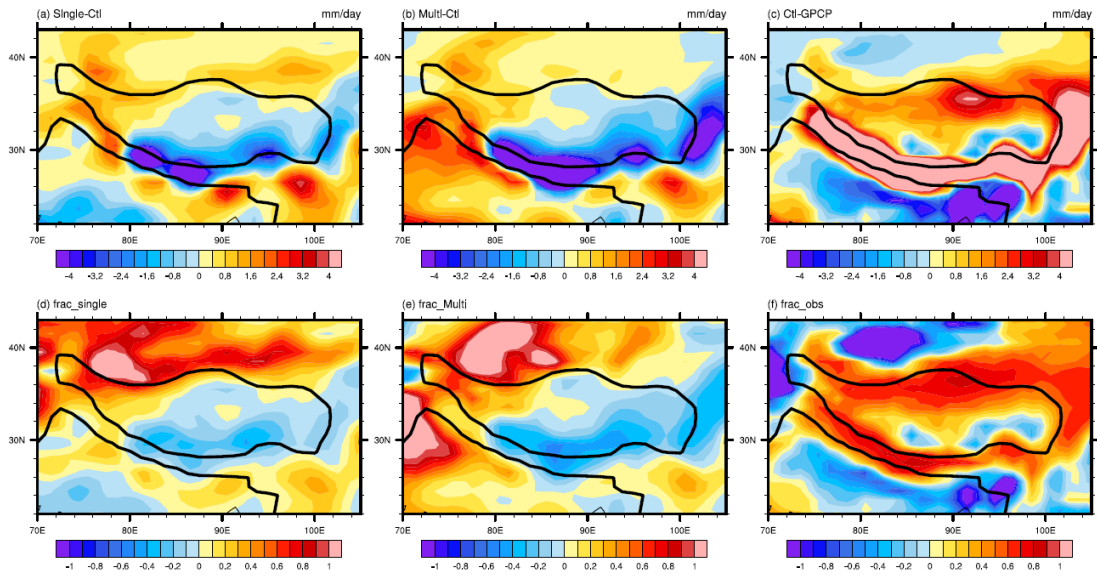 (a) Single-Ctl mm/day (b) Multi-Ctl mm/day (c) Ctl-GPCP mm/day
40N 40N 40N
30N 30N 30N
70E 80E 90E 100E 70E 80E 90E 100E 70E 80E 90E 100E
-4 -3.2 -2.4 -1.6 -0.8 0 0.8 1.6 2.4 3.2 4 -4 -3.2 -2.4 -1.6 -0.8 0 0.8 1.6 2.4 3.2 4 -4 -3.2 -2.4 -1.6 -0.8 0 0.8 1.6 2.4 3.2 4
(d) frac_single (e) frac_Multi (f) frac_obs
40N 40N 40N
30N 30N 30N
70E 80E 90E 100E 70E 80E 90E 100E 70E 80E 90E 100E
-1 -0.8 -0.6 -0.4 -0.2 0 0.2 0.4 0.6 0.8 1 -1 -0.8 -0.6 -0.4 -0.2 0 0.2 0.4 0.6 0.8 1 -1 -0.8 -0.6 -0.4 -0.2 0 0.2 0.4 0.6 0.8 1